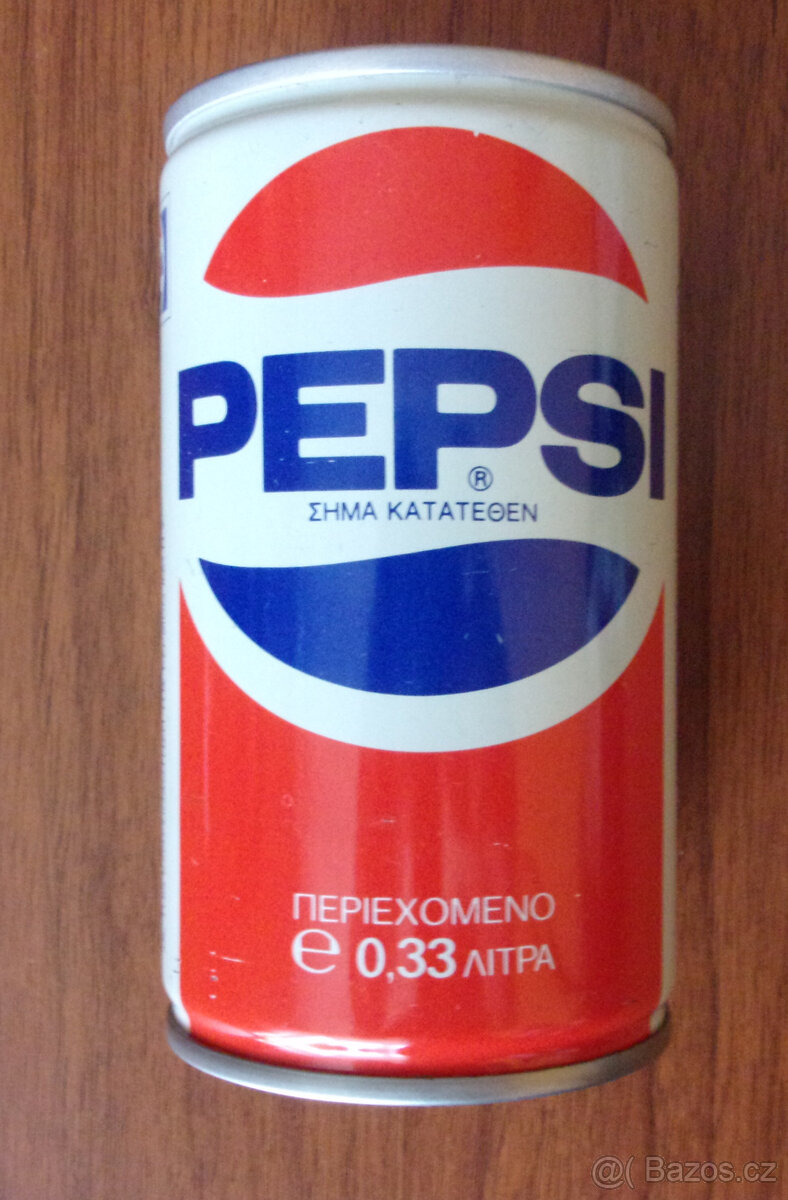 PEPSI
®
ΣΗΜΑ ΚΑΤΑΤΕΘΕΝ
ΠΕΡΙΕΧΟΜΕΝΟ
℮ 0,33 ΛΙΤΡΑ
@( Bazos.cz